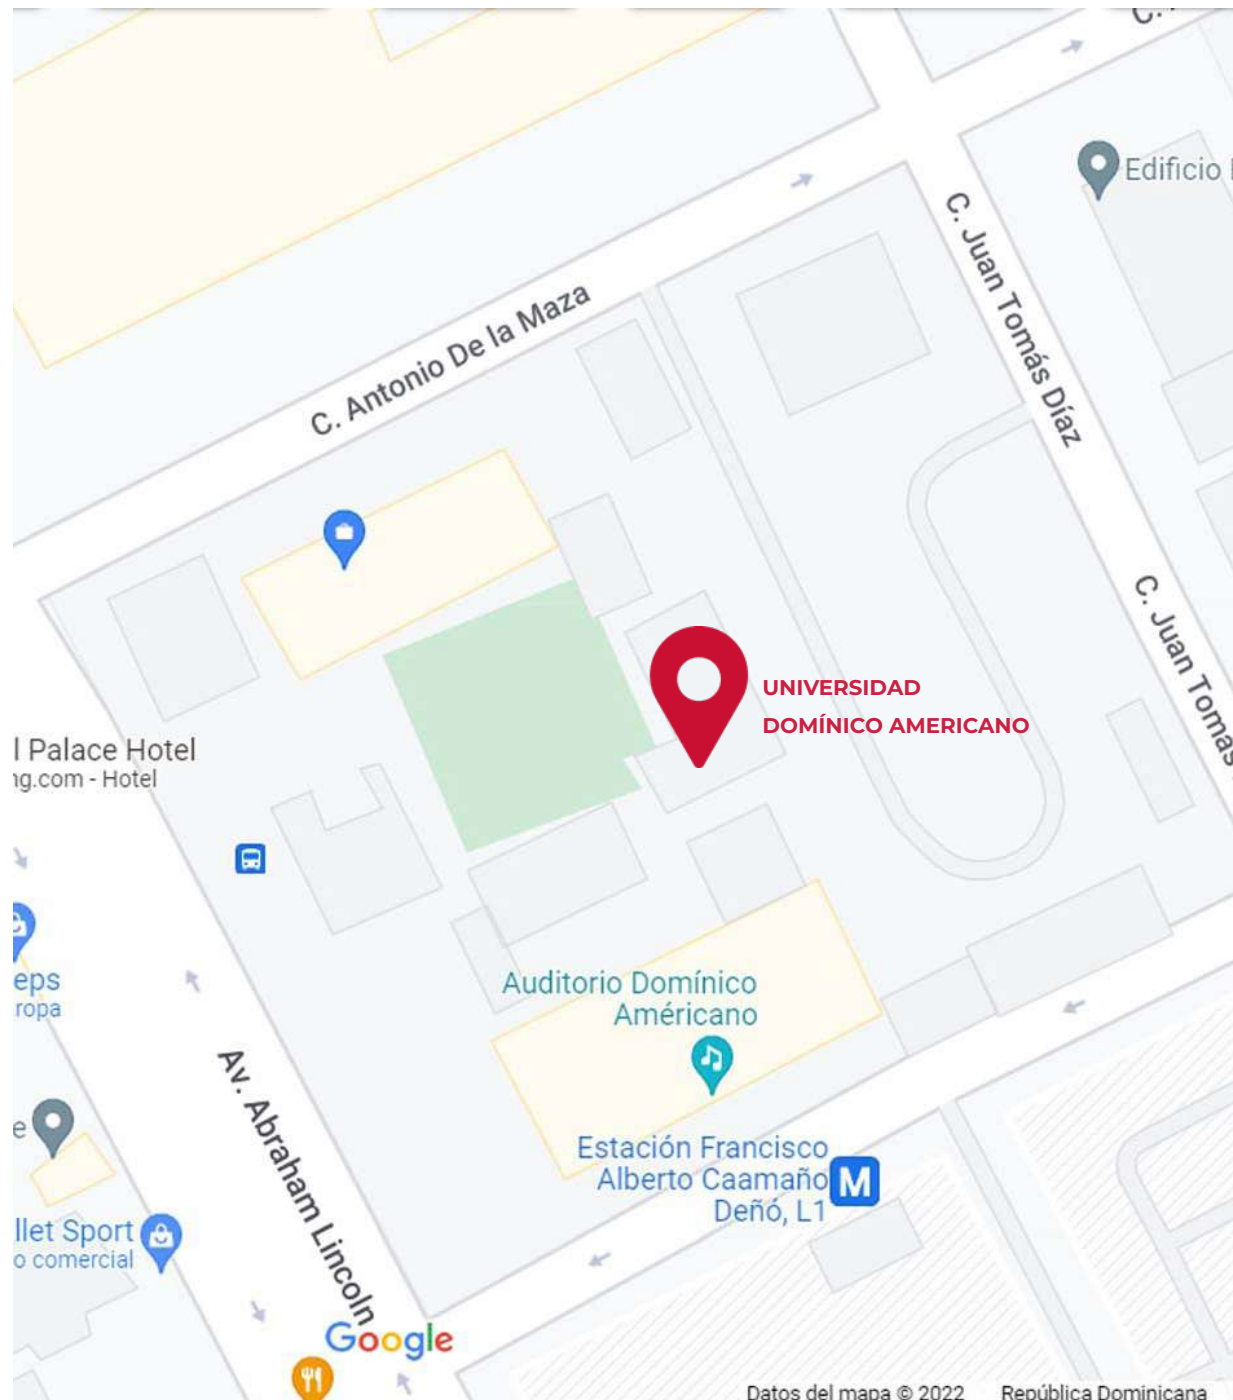 C. Antonio De la Maza
C. Juan Tomás Díaz
Edificio
C. Juan Tomas
UNIVERSIDAD
DOMÍNICO AMERICANO
l Palace Hotel
ng.com - Hotel
eps
ropa
Auditorio Domínico
Américano
Av. Abraham Lincoln
e
Estación Francisco
Alberto Caamaño
Deñó, L1
M
llet Sport
o comercial
Google
Datos del mapa © 2022 República Dominicana